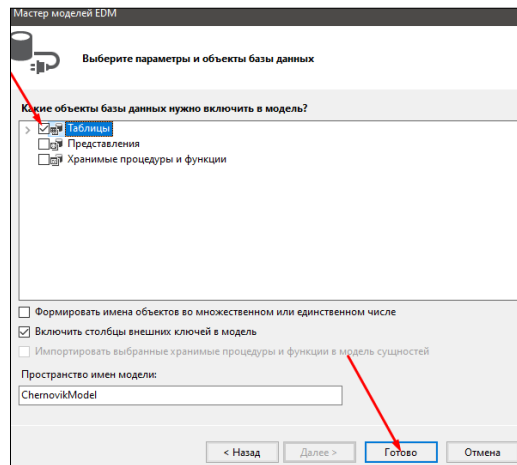 Мастер моделей EDM
Выберите параметры и объекты базы данных
Какие объекты базы данных нужно включить в модель?
Таблицы
Представления
Хранимые процедуры и функции
Формировать имена объектов во множественном или единственном числе
Включить столбцы внешних ключей в модель
Импортировать выбранные хранимые процедуры и функции в модель сущностей
Пространство имен модели:
ChernovikModel
< Назад Далее > Готово Отмена